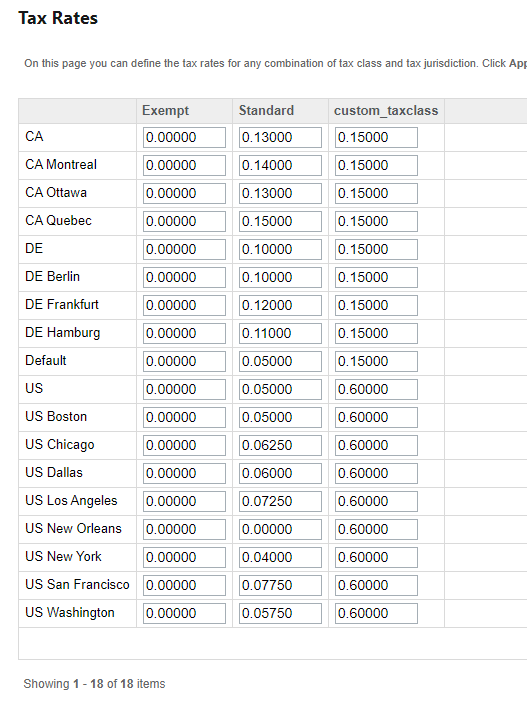 Tax Rates
On this page you can define the tax rates for any combination of tax class and tax jurisdiction. Click App
Exempt Standard custom_taxclass
CA 0.00000 0.13000 0.15000
CA Montreal 0.00000 0.14000 0.15000
CA Ottawa 0.00000 0.13000 0.15000
CA Quebec 0.00000 0.15000 0.15000
DE 0.00000 0.10000 0.15000
DE Berlin 0.00000 0.10000 0.15000
DE Frankfurt 0.00000 0.12000 0.15000
DE Hamburg 0.00000 0.11000 0.15000
Default 0.00000 0.05000 0.15000
US 0.00000 0.05000 0.60000
US Boston 0.00000 0.05000 0.60000
US Chicago 0.00000 0.06250 0.60000
US Dallas 0.00000 0.06000 0.60000
US Los Angeles 0.00000 0.07250 0.60000
US New Orleans 0.00000 0.00000 0.60000
US New York 0.00000 0.04000 0.60000
US San Francisco 0.00000 0.07750 0.60000
US Washington 0.00000 0.05750 0.60000
Showing 1 - 18 of 18 items